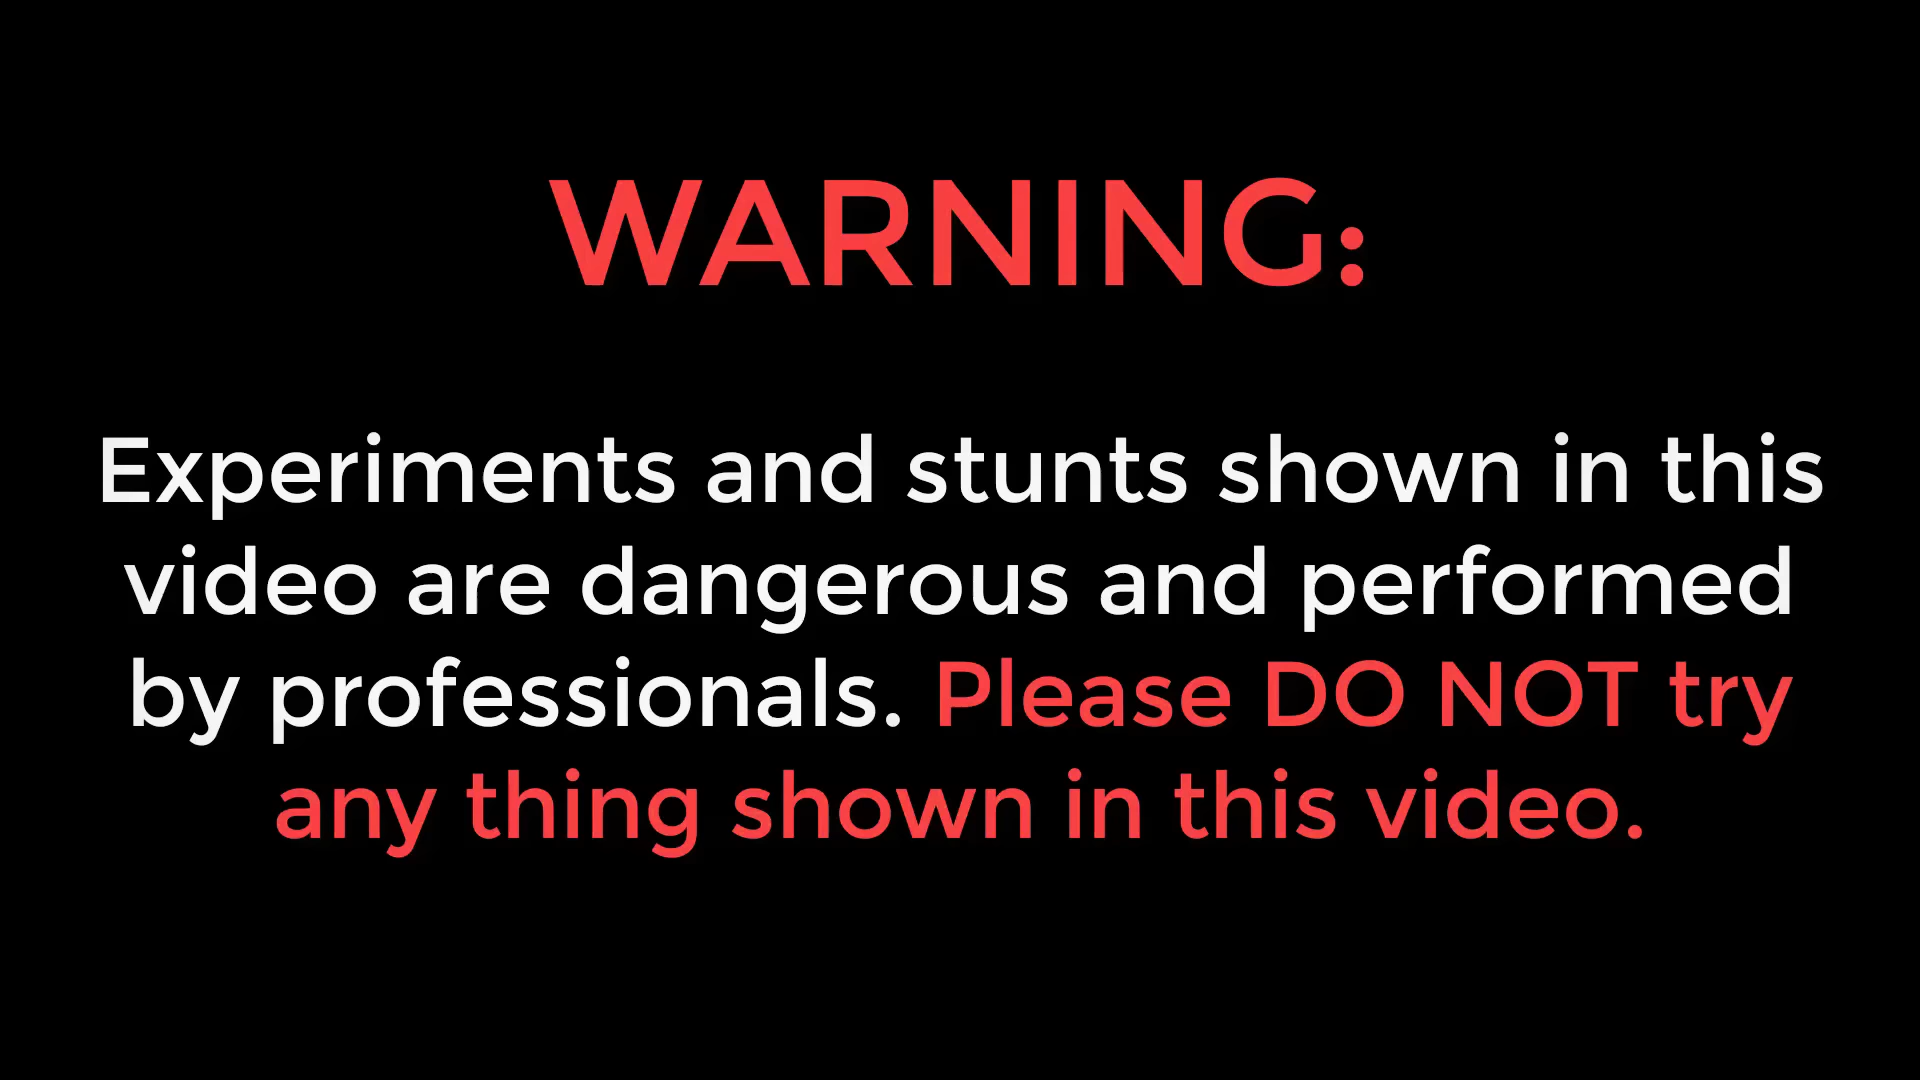 WARNING:
Experiments and stunts shown in this
video are dangerous and performed
by professionals. Please DO NOT try
any thing shown in this video.